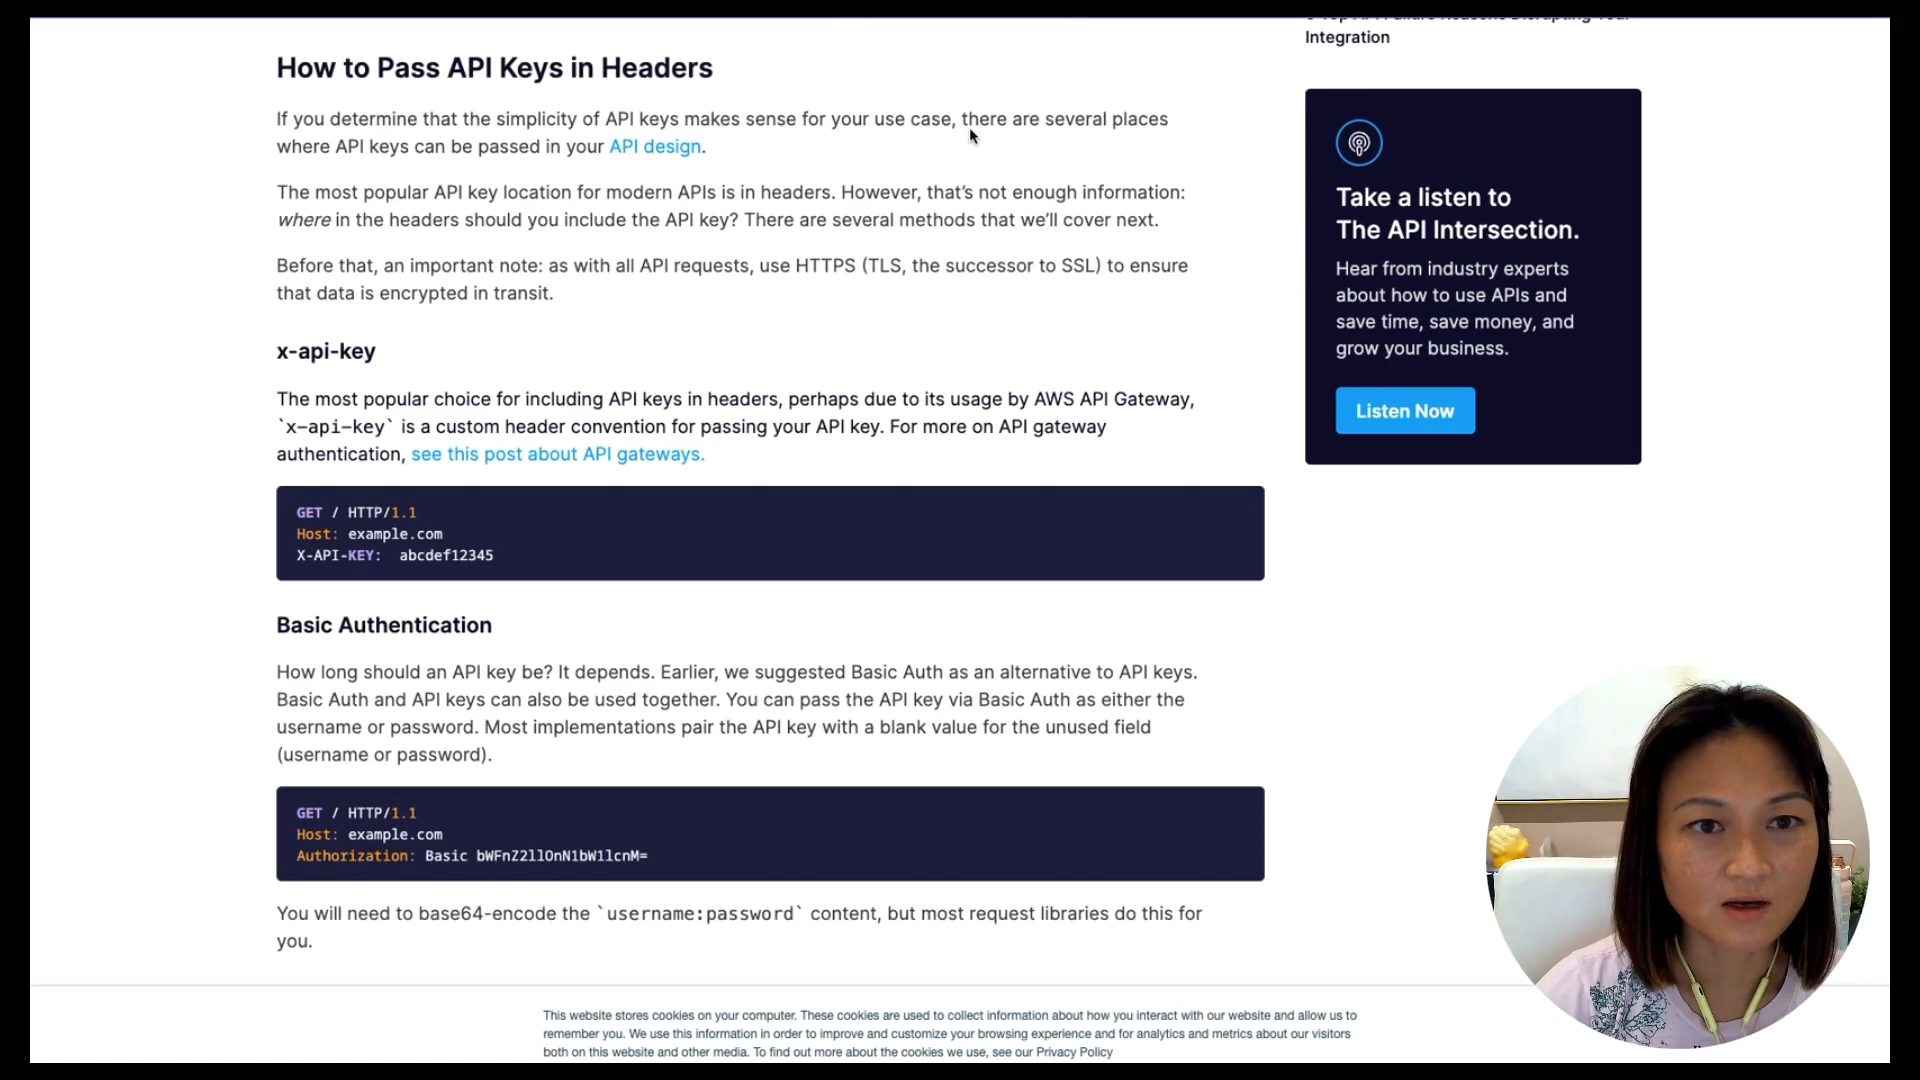 Integration
How to Pass API Keys in Headers
If you determine that the simplicity of API keys makes sense for your use case, there are several places
where API keys can be passed in your API design.
The most popular API key location for modern APIs is in headers. However, that's not enough information:
where in the headers should you include the API key? There are several methods that we'll cover next.
Before that, an important note: as with all API requests, use HTTPS (TLS, the successor to SSL) to ensure
that data is encrypted in transit.
x-api-key
The most popular choice for including API keys in headers, perhaps due to its usage by AWS API Gateway,
`x-api-key` is a custom header convention for passing your API key. For more on API gateway
authentication, see this post about API gateways.
GET / HTTP/1.1
Host: example.com
X-API-KEY: abcdef12345
Basic Authentication
How long should an API key be? It depends. Earlier, we suggested Basic Auth as an alternative to API keys.
Basic Auth and API keys can also be used together. You can pass the API key via Basic Auth as either the
username or password. Most implementations pair the API key with a blank value for the unused field
(username or password).
GET / HTTP/1.1
Host: example.com
Authorization: Basic bWFnZ2llOnN1bW1lcnM=
You will need to base64-encode the `username:password` content, but most request libraries do this for
you.
Take a listen to
The API Intersection.
Hear from industry experts
about how to use APIs and
save time, save money, and
grow your business.
Listen Now
This website stores cookies on your computer. These cookies are used to collect information about how you interact with our website and allow us to
remember you. We use this information in order to improve and customize your browsing experience and for analytics and metrics about our visitors
both on this website and other media. To find out more about the cookies we use, see our Privacy Policy